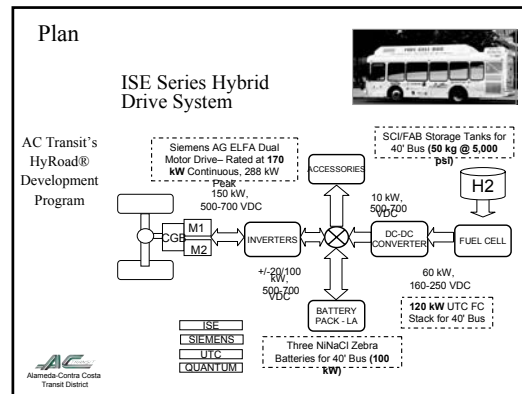 Plan
ISE Series Hybrid
Drive System
AC Transit's
HyRoad®
Development
Program
Siemens AG ELFA Dual
Motor Drive– Rated at 170
kW Continuous, 288 kW
Peak
150 kW,
500-700 VDC
SCI/FAB Storage Tanks for
40' Bus (50 kg @ 5,000
psi)
ACCESSORIES
H2
10 kW,
500-700
VDC
CGB
M1
M2
INVERTERS
DC-DC
CONVERTER
FUEL CELL
+/-20/100
kW,
500-700
VDC
60 kW,
160-250 VDC
BATTERY
PACK - LA
120 kW UTC FC
Stack for 40' Bus
ISE
SIEMENS
UTC
QUANTUM
Three NiNaCl Zebra
Batteries for 40' Bus (100
kW)
AC
Alameda-Contra Costa
Transit District